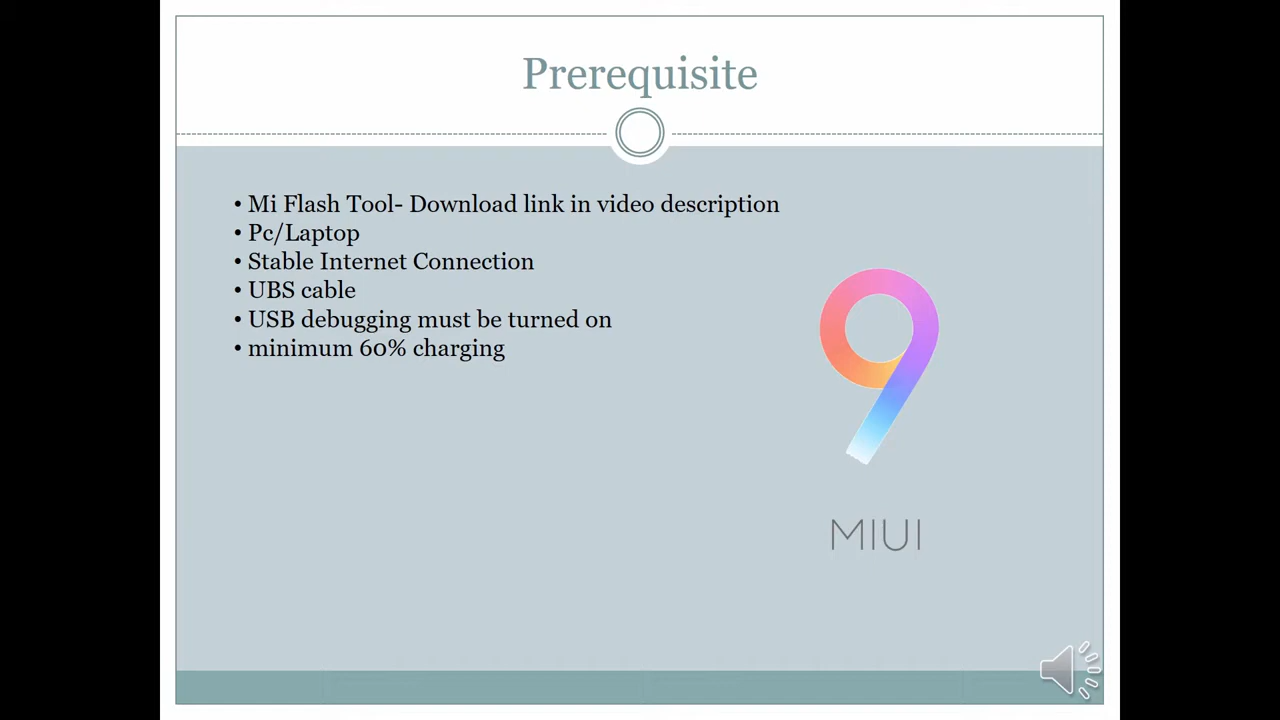 Prerequisite
• Mi Flash Tool- Download link in video description
• Pc/Laptop
• Stable Internet Connection
• UBS cable
• USB debugging must be turned on
• minimum 60% charging
9
MIUI